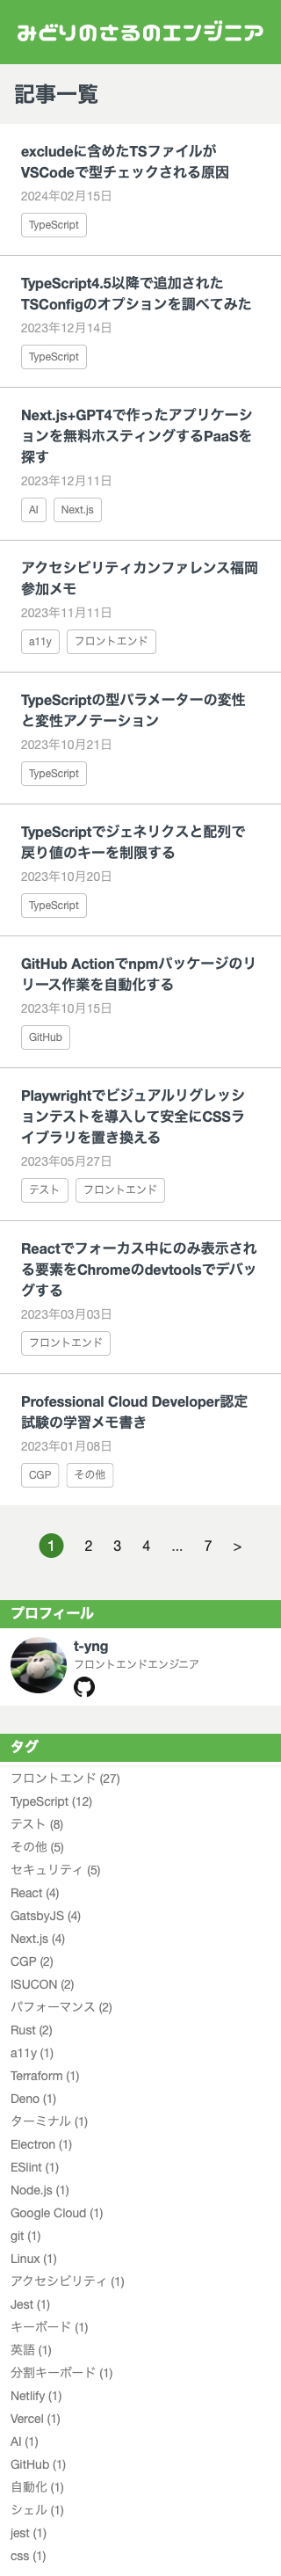 みどりのさるのエンジニア
記事一覧
excludeに含めたTSファイルが
VSCodeで型チェックされる原因
2024年02月15日
TypeScript
TypeScript4.5以降で追加された
TSConfigのオプションを調べてみた
2023年12月14日
TypeScript
Next.js+GPT4で作ったアプリケーシ
ョンを無料ホスティングするPaaSを
探す
2023年12月11日
AI Next.js
アクセシビリティカンファレンス福岡
参加メモ
2023年11月11日
a11y フロントエンド
TypeScriptの型パラメーターの変性
と変性アノテーション
2023年10月21日
TypeScript
TypeScriptでジェネリクスと配列で
戻り値のキーを制限する
2023年10月20日
TypeScript
GitHub Actionでnpmパッケージのリ
リース作業を自動化する
2023年10月15日
GitHub
Playwrightでビジュアルリグレッシ
ョンテストを導入して安全にCSSラ
イブラリを置き換える
2023年05月27日
テスト フロントエンド
Reactでフォーカス中にのみ表示され
る要素をChromeのdevtoolsでデバッ
グする
2023年03月03日
フロントエンド
Professional Cloud Developer認定
試験の学習メモ書き
2023年01月08日
CGP その他
1 2 3 4 ... 7 >
プロフィール
t-yng
フロントエンドエンジニア
タグ
フロントエンド (27)
TypeScript (12)
テスト (8)
その他 (5)
セキュリティ (5)
React (4)
GatsbyJS (4)
Next.js (4)
CGP (2)
ISUCON (2)
パフォーマンス (2)
Rust (2)
a11y (1)
Terraform (1)
Deno (1)
ターミナル (1)
Electron (1)
ESlint (1)
Node.js (1)
Google Cloud (1)
git (1)
Linux (1)
アクセシビリティ (1)
Jest (1)
キーボード (1)
英語 (1)
分割キーボード (1)
Netlify (1)
Vercel (1)
AI (1)
GitHub (1)
自動化 (1)
シェル (1)
jest (1)
css (1)